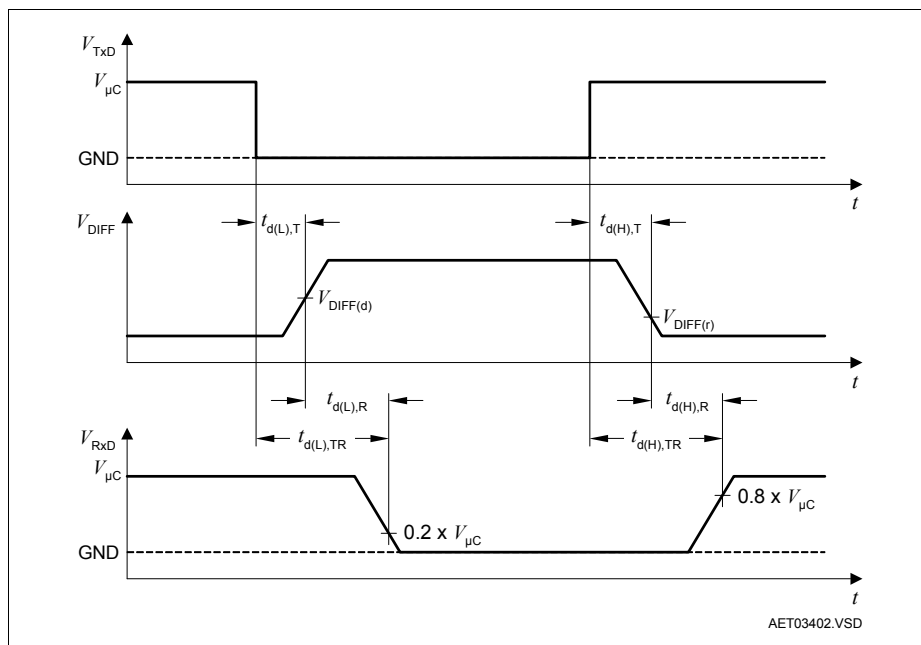 V_TxD
V_µC
GND
t
V_DIFF
t_d(L),T
t_d(H),T
V_DIFF(d)
V_DIFF(r)
t
t_d(L),R
t_d(H),R
t_d(L),TR
t_d(H),TR
V_RxD
V_µC
0.8 x V_µC
0.2 x V_µC
GND
t
AET03402.VSD